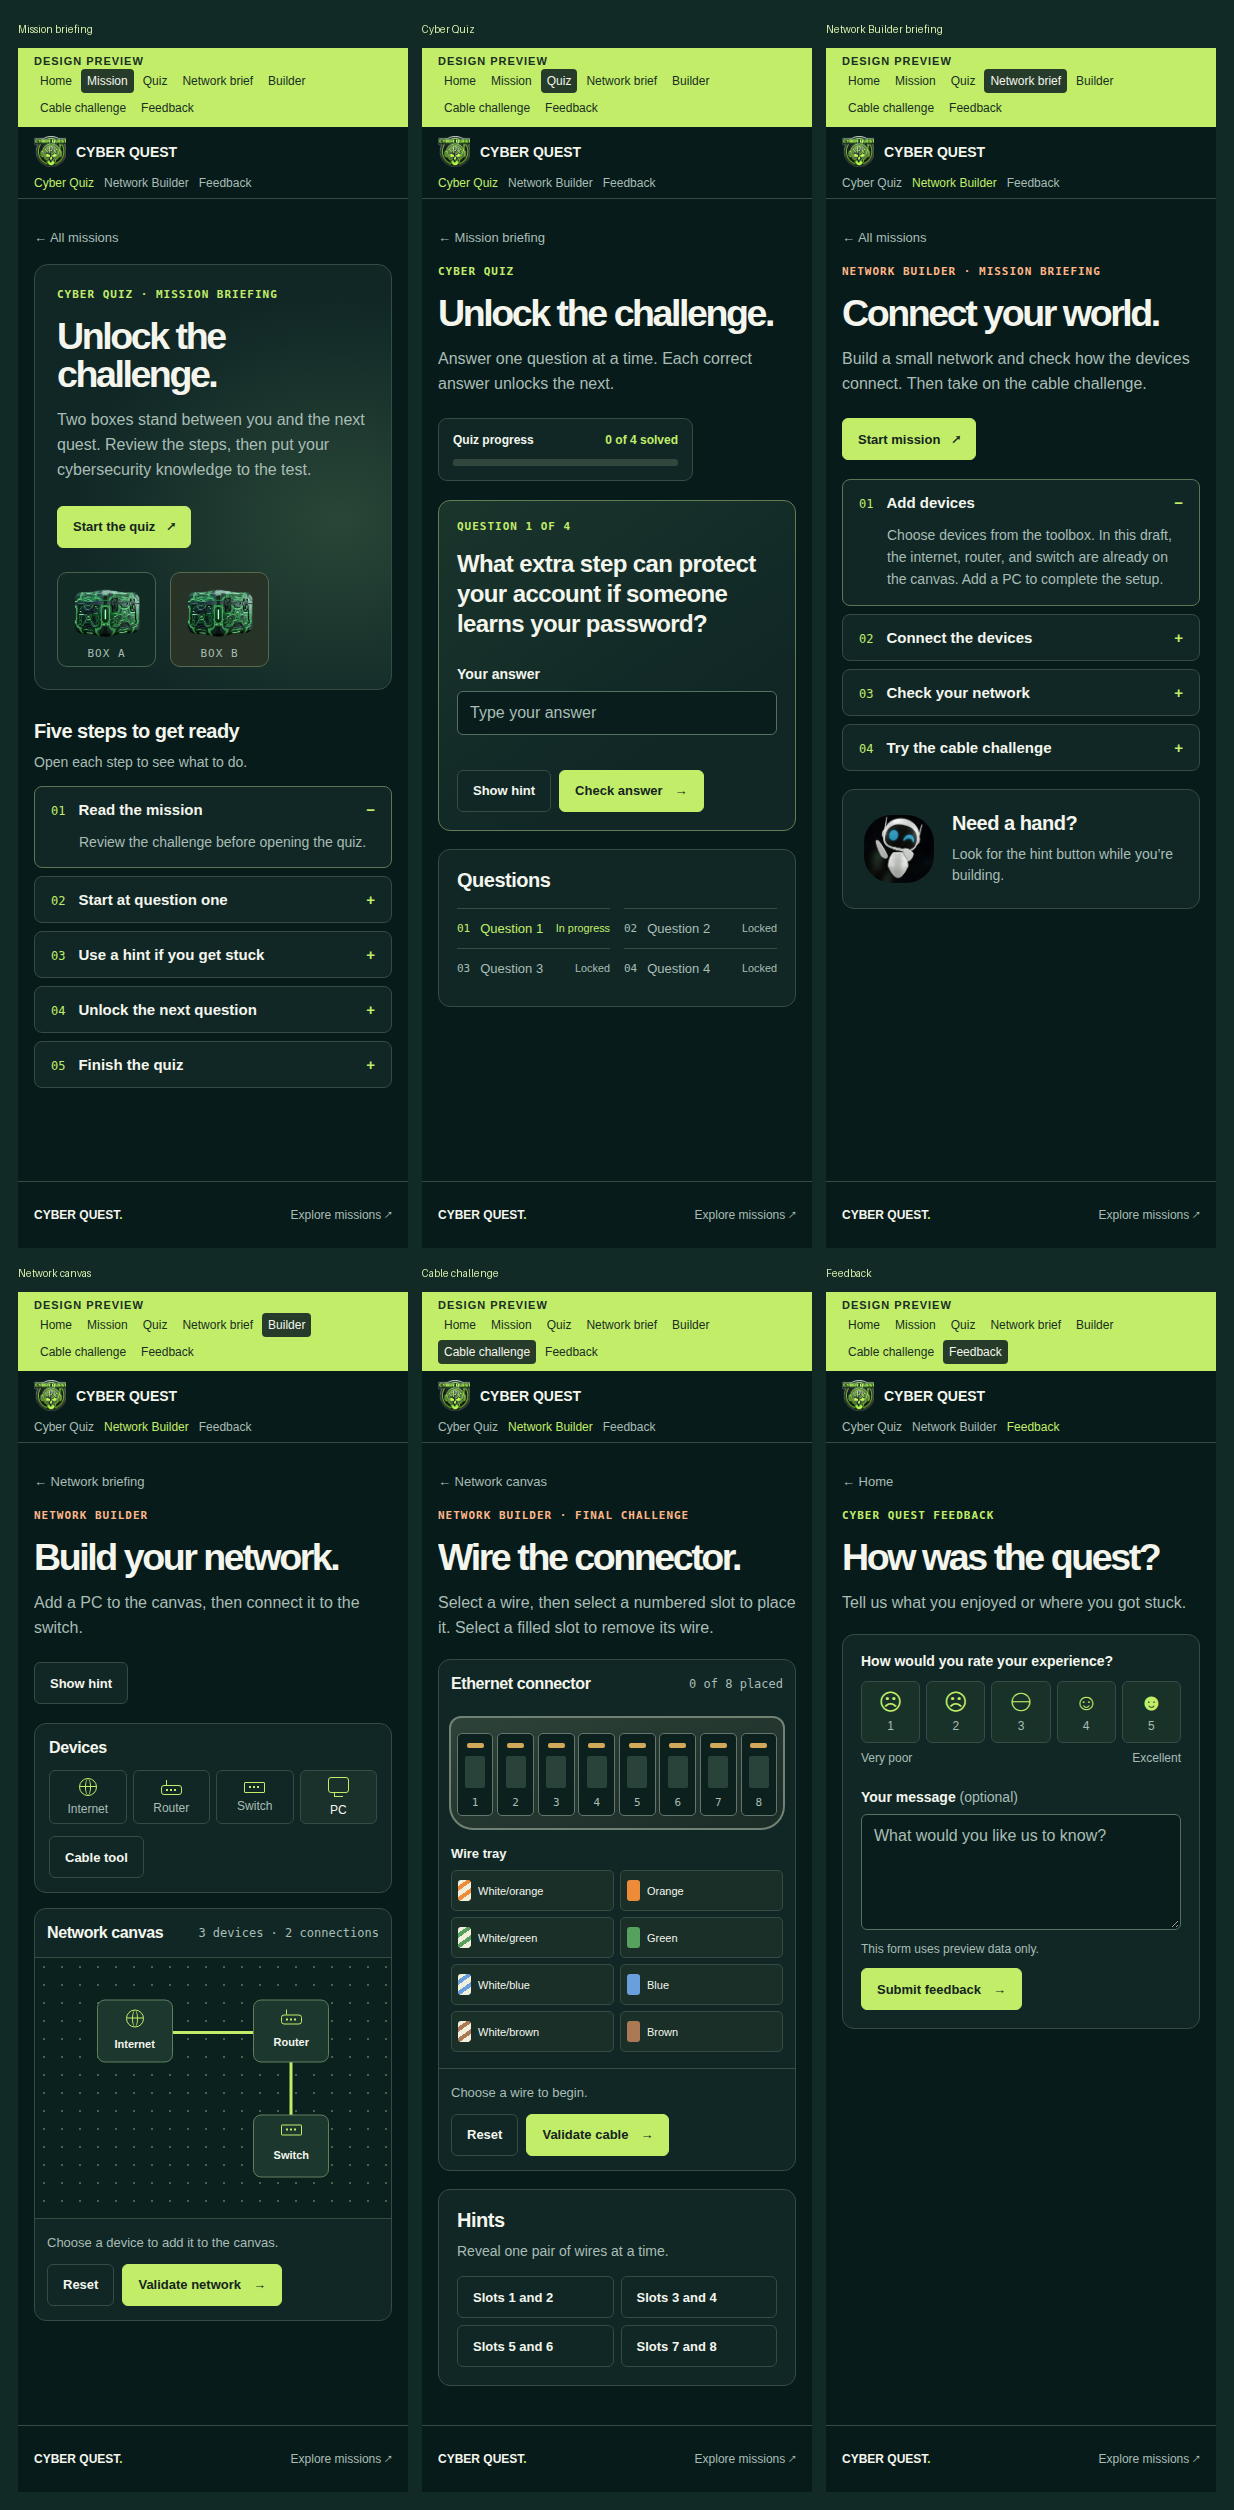 Mission briefing
DESIGN PREVIEW
Home Mission Quiz Network brief Builder
Cable challenge Feedback
CYBER QUEST
Cyber Quiz Network Builder Feedback
← All missions
CYBER QUIZ · MISSION BRIEFING
Unlock the
challenge.
Two boxes stand between you and the next
quest. Review the steps, then put your
cybersecurity knowledge to the test.
Start the quiz ↗
BOX A BOX B
Five steps to get ready
Open each step to see what to do.
01 Read the mission −
Review the challenge before opening the quiz.
02 Start at question one +
03 Use a hint if you get stuck +
04 Unlock the next question +
05 Finish the quiz +
CYBER QUEST. Explore missions ↗
Cyber Quiz
DESIGN PREVIEW
Home Mission Quiz Network brief Builder
Cable challenge Feedback
CYBER QUEST
Cyber Quiz Network Builder Feedback
← Mission briefing
CYBER QUIZ
Unlock the challenge.
Answer one question at a time. Each correct
answer unlocks the next.
Quiz progress 0 of 4 solved
QUESTION 1 OF 4
What extra step can protect
your account if someone
learns your password?
Your answer
Type your answer
Show hint Check answer →
Questions
01 Question 1 In progress 02 Question 2 Locked
03 Question 3 Locked 04 Question 4 Locked
CYBER QUEST. Explore missions ↗
Network Builder briefing
DESIGN PREVIEW
Home Mission Quiz Network brief Builder
Cable challenge Feedback
CYBER QUEST
Cyber Quiz Network Builder Feedback
← All missions
NETWORK BUILDER · MISSION BRIEFING
Connect your world.
Build a small network and check how the devices
connect. Then take on the cable challenge.
Start mission ↗
01 Add devices −
Choose devices from the toolbox. In this draft,
the internet, router, and switch are already on
the canvas. Add a PC to complete the setup.
02 Connect the devices +
03 Check your network +
04 Try the cable challenge +
Need a hand?
Look for the hint button while you're
building.
CYBER QUEST. Explore missions ↗
Network canvas
DESIGN PREVIEW
Home Mission Quiz Network brief Builder
Cable challenge Feedback
CYBER QUEST
Cyber Quiz Network Builder Feedback
← Network briefing
NETWORK BUILDER
Build your network.
Add a PC to the canvas, then connect it to the
switch.
Show hint
Devices
Internet Router Switch PC
Cable tool
Network canvas 3 devices · 2 connections
Internet Router
Switch
Choose a device to add it to the canvas.
Reset Validate network →
CYBER QUEST. Explore missions ↗
Cable challenge
DESIGN PREVIEW
Home Mission Quiz Network brief Builder
Cable challenge Feedback
CYBER QUEST
Cyber Quiz Network Builder Feedback
← Network canvas
NETWORK BUILDER · FINAL CHALLENGE
Wire the connector.
Select a wire, then select a numbered slot to place
it. Select a filled slot to remove its wire.
Ethernet connector 0 of 8 placed
1 2 3 4 5 6 7 8
Wire tray
White/orange Orange
White/green Green
White/blue Blue
White/brown Brown
Choose a wire to begin.
Reset Validate cable →
Hints
Reveal one pair of wires at a time.
Slots 1 and 2 Slots 3 and 4
Slots 5 and 6 Slots 7 and 8
CYBER QUEST. Explore missions ↗
Feedback
DESIGN PREVIEW
Home Mission Quiz Network brief Builder
Cable challenge Feedback
CYBER QUEST
Cyber Quiz Network Builder Feedback
← Home
CYBER QUEST FEEDBACK
How was the quest?
Tell us what you enjoyed or where you got stuck.
How would you rate your experience?
1 2 3 4 5
Very poor Excellent
Your message (optional)
What would you like us to know?
This form uses preview data only.
Submit feedback →
CYBER QUEST. Explore missions ↗